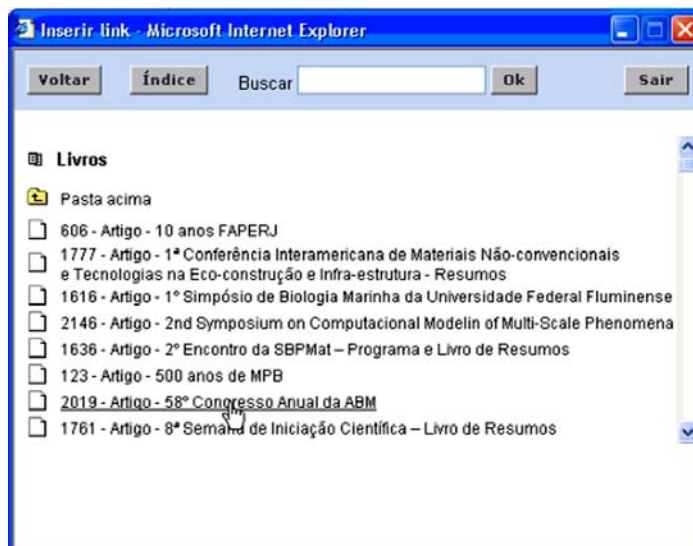 Inserir link - Microsoft Internet Explorer
Voltar Índice Buscar Ok Sair
Livros
Pasta acima
606 - Artigo - 10 anos FAPERJ
1777 - Artigo - 1ª Conferência Interamericana de Materiais Não-convencionais
e Tecnologias na Eco-construção e Infra-estrutura - Resumos
1616 - Artigo - 1º Simpósio de Biologia Marinha da Universidade Federal Fluminense
2146 - Artigo - 2nd Symposium on Computacional Modelin of Multi-Scale Phenomena
1636 - Artigo - 2º Encontro da SBPMat – Programa e Livro de Resumos
123 - Artigo - 500 anos de MPB
2019 - Artigo - 58º Congresso Anual da ABM
1761 - Artigo - 8ª Semana de Iniciação Científica – Livro de Resumos